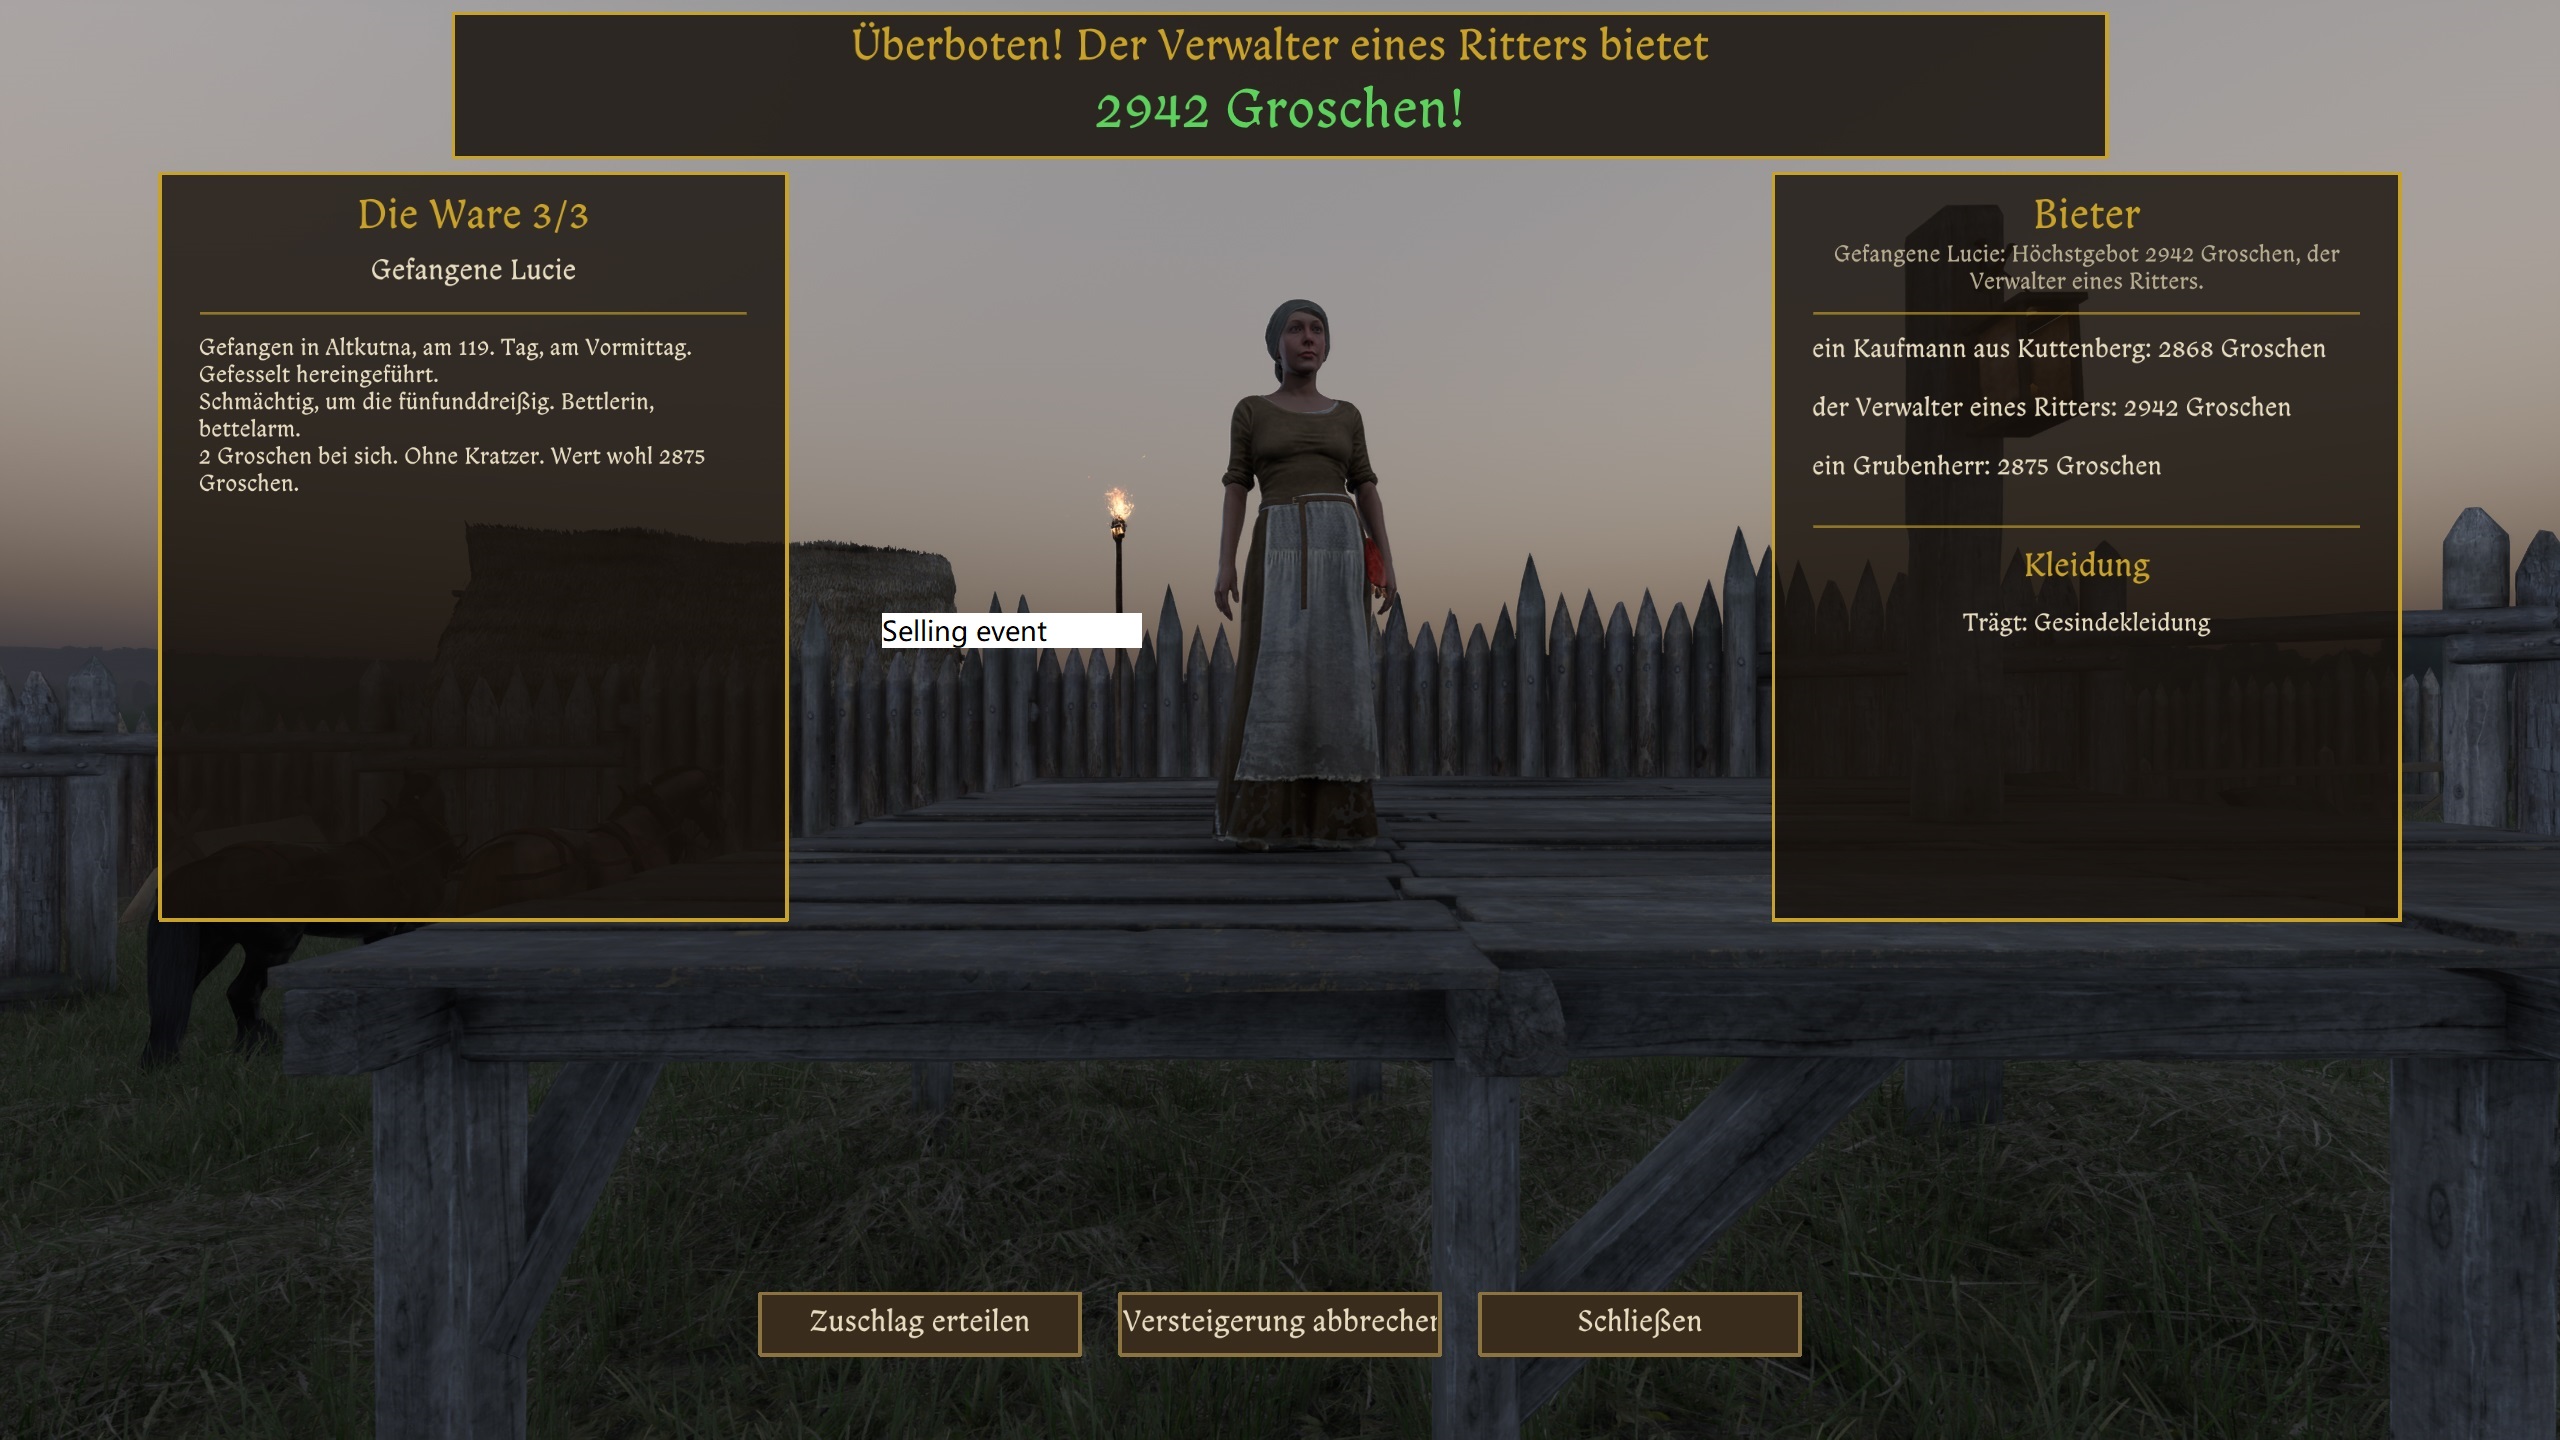 Überboten! Der Verwalter eines Ritters bietet
2942 Groschen!
Die Ware 3/3
Gefangene Lucie
Gefangen in Altkutna, am 119. Tag, am Vormittag.
Gefesselt hereingeführt.
Schmächtig, um die fünfunddreißig. Bettlerin,
bettelarm.
2 Groschen bei sich. Ohne Kratzer. Wert wohl 2875
Groschen.
Selling event
Bieter
Gefangene Lucie: Höchstgebot 2942 Groschen, der
Verwalter eines Ritters.
ein Kaufmann aus Kuttenberg: 2868 Groschen
der Verwalter eines Ritters: 2942 Groschen
ein Grubenherr: 2875 Groschen
Kleidung
Trägt: Gesindekleidung
Zuschlag erteilen
Versteigerung abbrechen
Schließen